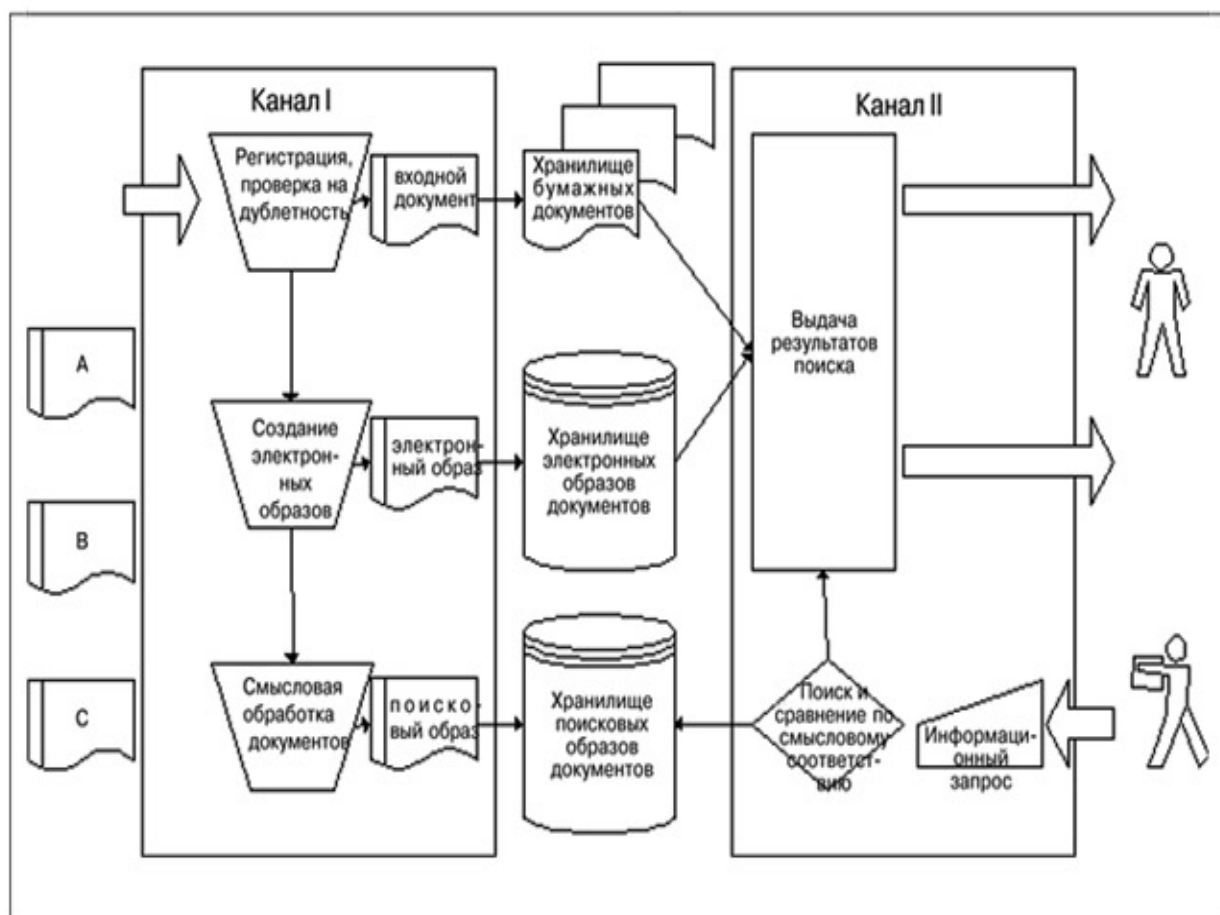 Канал I
Регистрация,
проверка на
дублетность
входной
документ
Хранилище
бумажных
документов
Канал II
Выдача
результатов
поиска
A
Создание
электрон-
ных
образов
электрон-
ный образ
Хранилище
электронных
образов
документов
B
C
Смысловая
обработка
документов
поиско-
вый образ
Хранилище
поисковых
образов
документов
Поиск и
сравнение по
смысловому
соответст-
вию
Информаци-
онный
запрос